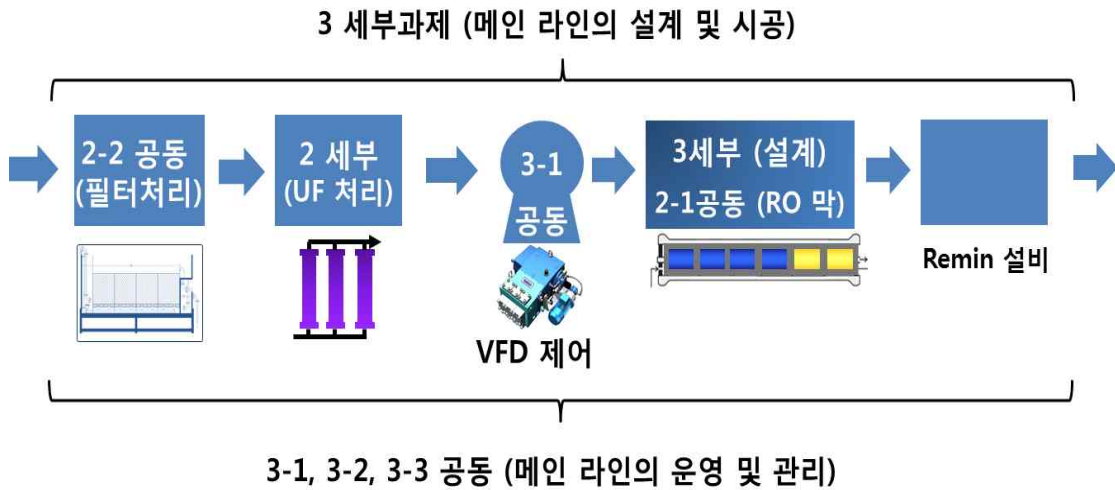 3 세부과제 (메인 라인의 설계 및 시공)
2-2 공동
(필터처리)
2 세부
(UF 처리)
3-1
공동
VFD 제어
3세부 (설계)
2-1공동 (RO 막)
Remin 설비
3-1, 3-2, 3-3 공동 (메인 라인의 운영 및 관리)